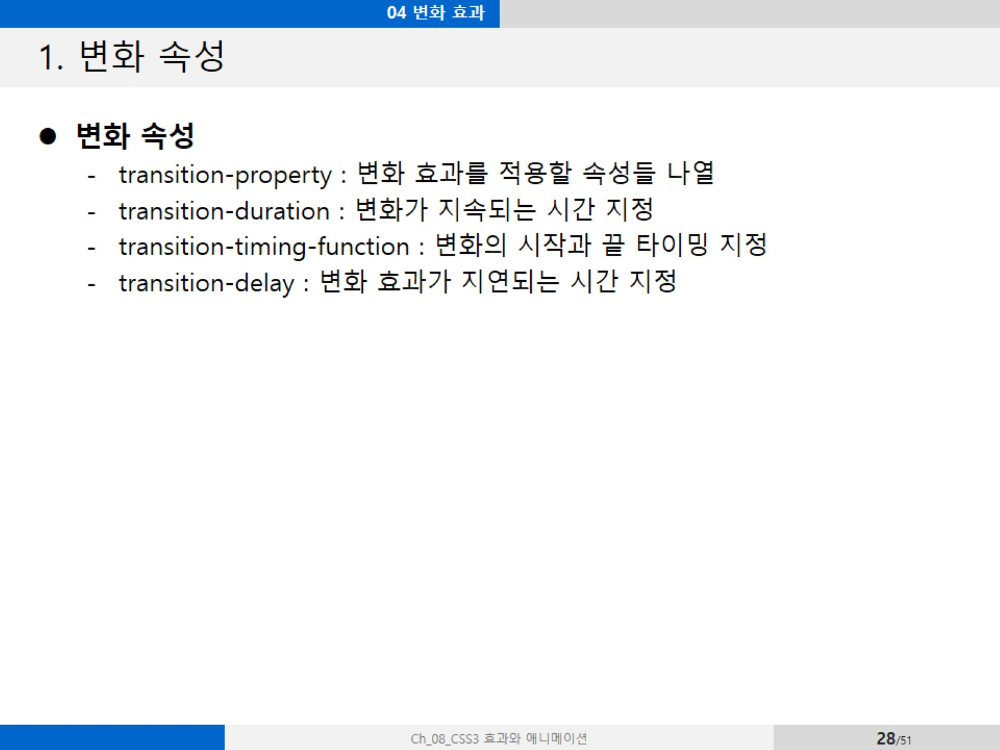 04 변화 효과
1. 변화 속성
● 변화 속성
- transition-property : 변화 효과를 적용할 속성들 나열
- transition-duration : 변화가 지속되는 시간 지정
- transition-timing-function : 변화의 시작과 끝 타이밍 지정
- transition-delay : 변화 효과가 지연되는 시간 지정
Ch_08_CSS3 효과와 애니메이션
28/51